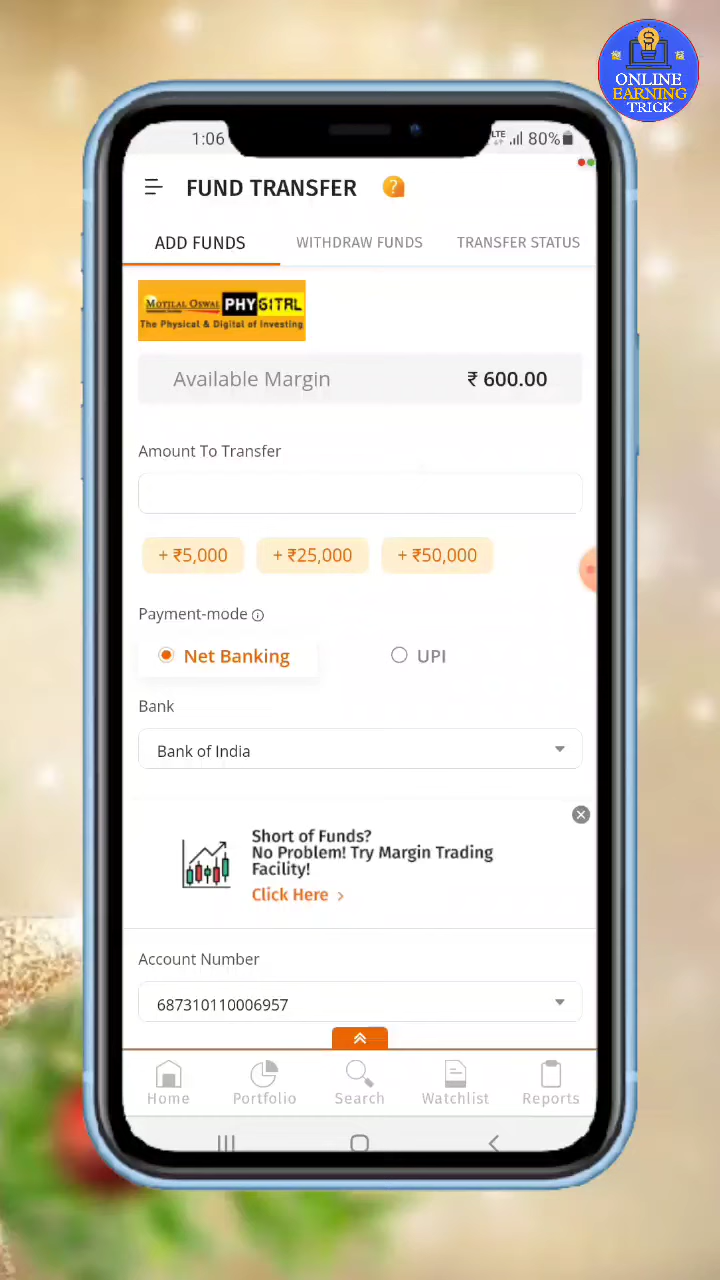 ONLINE
EARNING
TRICK
1:06
LTE
80%
FUND TRANSFER
?
ADD FUNDS
WITHDRAW FUNDS
TRANSFER STATUS
MOTILAL OSWAL PHYGITAL
The Physical & Digital of Investing
Available Margin
₹ 600.00
Amount To Transfer
+ ₹5,000
+ ₹25,000
+ ₹50,000
Payment-mode
Net Banking
UPI
Bank
Bank of India
Short of Funds?
No Problem! Try Margin Trading
Facility!
Click Here >
Account Number
687310110006957
Home
Portfolio
Search
Watchlist
Reports